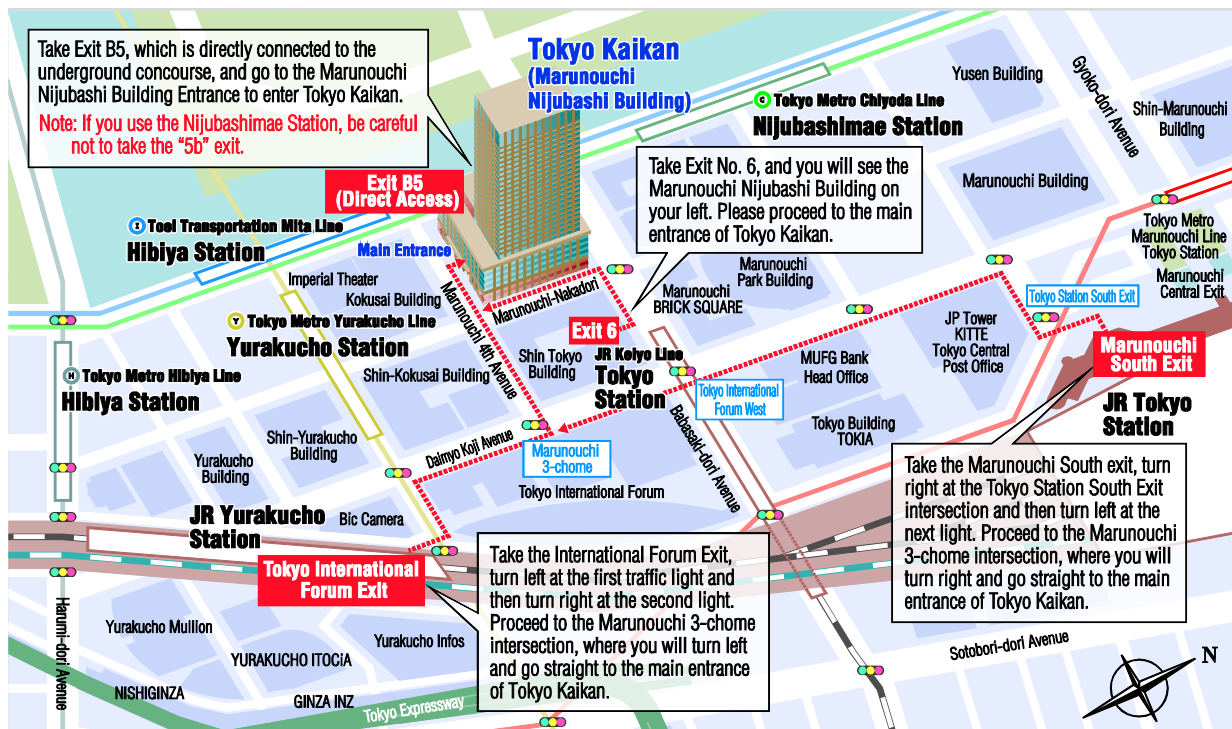 Take Exit B5, which is directly connected to the
underground concourse, and go to the Marunouchi
Nijubashi Building Entrance to enter Tokyo Kaikan.
Note: If you use the Nijubashimae Station, be careful
not to take the “5b” exit.
Tokyo Kaikan
(Marunouchi
Nijubashi Building)
Tokyo Metro Chiyoda Line
Nijubashimae Station
Yusen Building
Gyoko-dori Avenue
Shin-Marunouchi
Building
Marunouchi Building
Take Exit No. 6, and you will see the
Marunouchi Nijubashi Building on
your left. Please proceed to the main
entrance of Tokyo Kaikan.
Exit B5
(Direct Access)
Toei Transportation Mita Line
Hibiya Station
Main Entrance
Imperial Theater
Kokusai Building
Marunouchi 4th Avenue
Marunouchi-Nakadori
Marunouchi
Park Building
Marunouchi
BRICK SQUARE
Tokyo Metro
Marunouchi Line
Tokyo Station
Marunouchi
Central Exit
Tokyo Station South Exit
Y
Tokyo Metro Yurakucho Line
Yurakucho Station
Exit 6
JR Keiyo Line
Tokyo
Station
Shin Tokyo
Building
Shin-Kokusai Building
MUFG Bank
Head Office
JP Tower
KITTE
Tokyo Central
Post Office
Marunouchi
South Exit
JR Tokyo
Station
H
Tokyo Metro Hibiya Line
Hibiya Station
Tokyo International
Forum West
Tokyo Building
TOKIA
Babasaki-dori Avenue
Shin-Yurakucho
Building
Daimyo Koji Avenue
Marunouchi
3-chome
Yurakucho
Building
Tokyo International Forum
Bic Camera
JR Yurakucho
Station
Tokyo International
Forum Exit
Take the Marunouchi South exit, turn
right at the Tokyo Station South Exit
intersection and then turn left at the
next light. Proceed to the Marunouchi
3-chome intersection, where you will
turn right and go straight to the main
entrance of Tokyo Kaikan.
Take the International Forum Exit,
turn left at the first traffic light and
then turn right at the second light.
Proceed to the Marunouchi 3-chome
intersection, where you will turn left
and go straight to the main entrance
of Tokyo Kaikan.
Harumi-dori Avenue
Yurakucho Mullion
YURAKUCHO ITOCiA
Yurakucho Infos
NISHIGINZA
GINZA INZ
Tokyo Expressway
Sotobori-dori Avenue
N